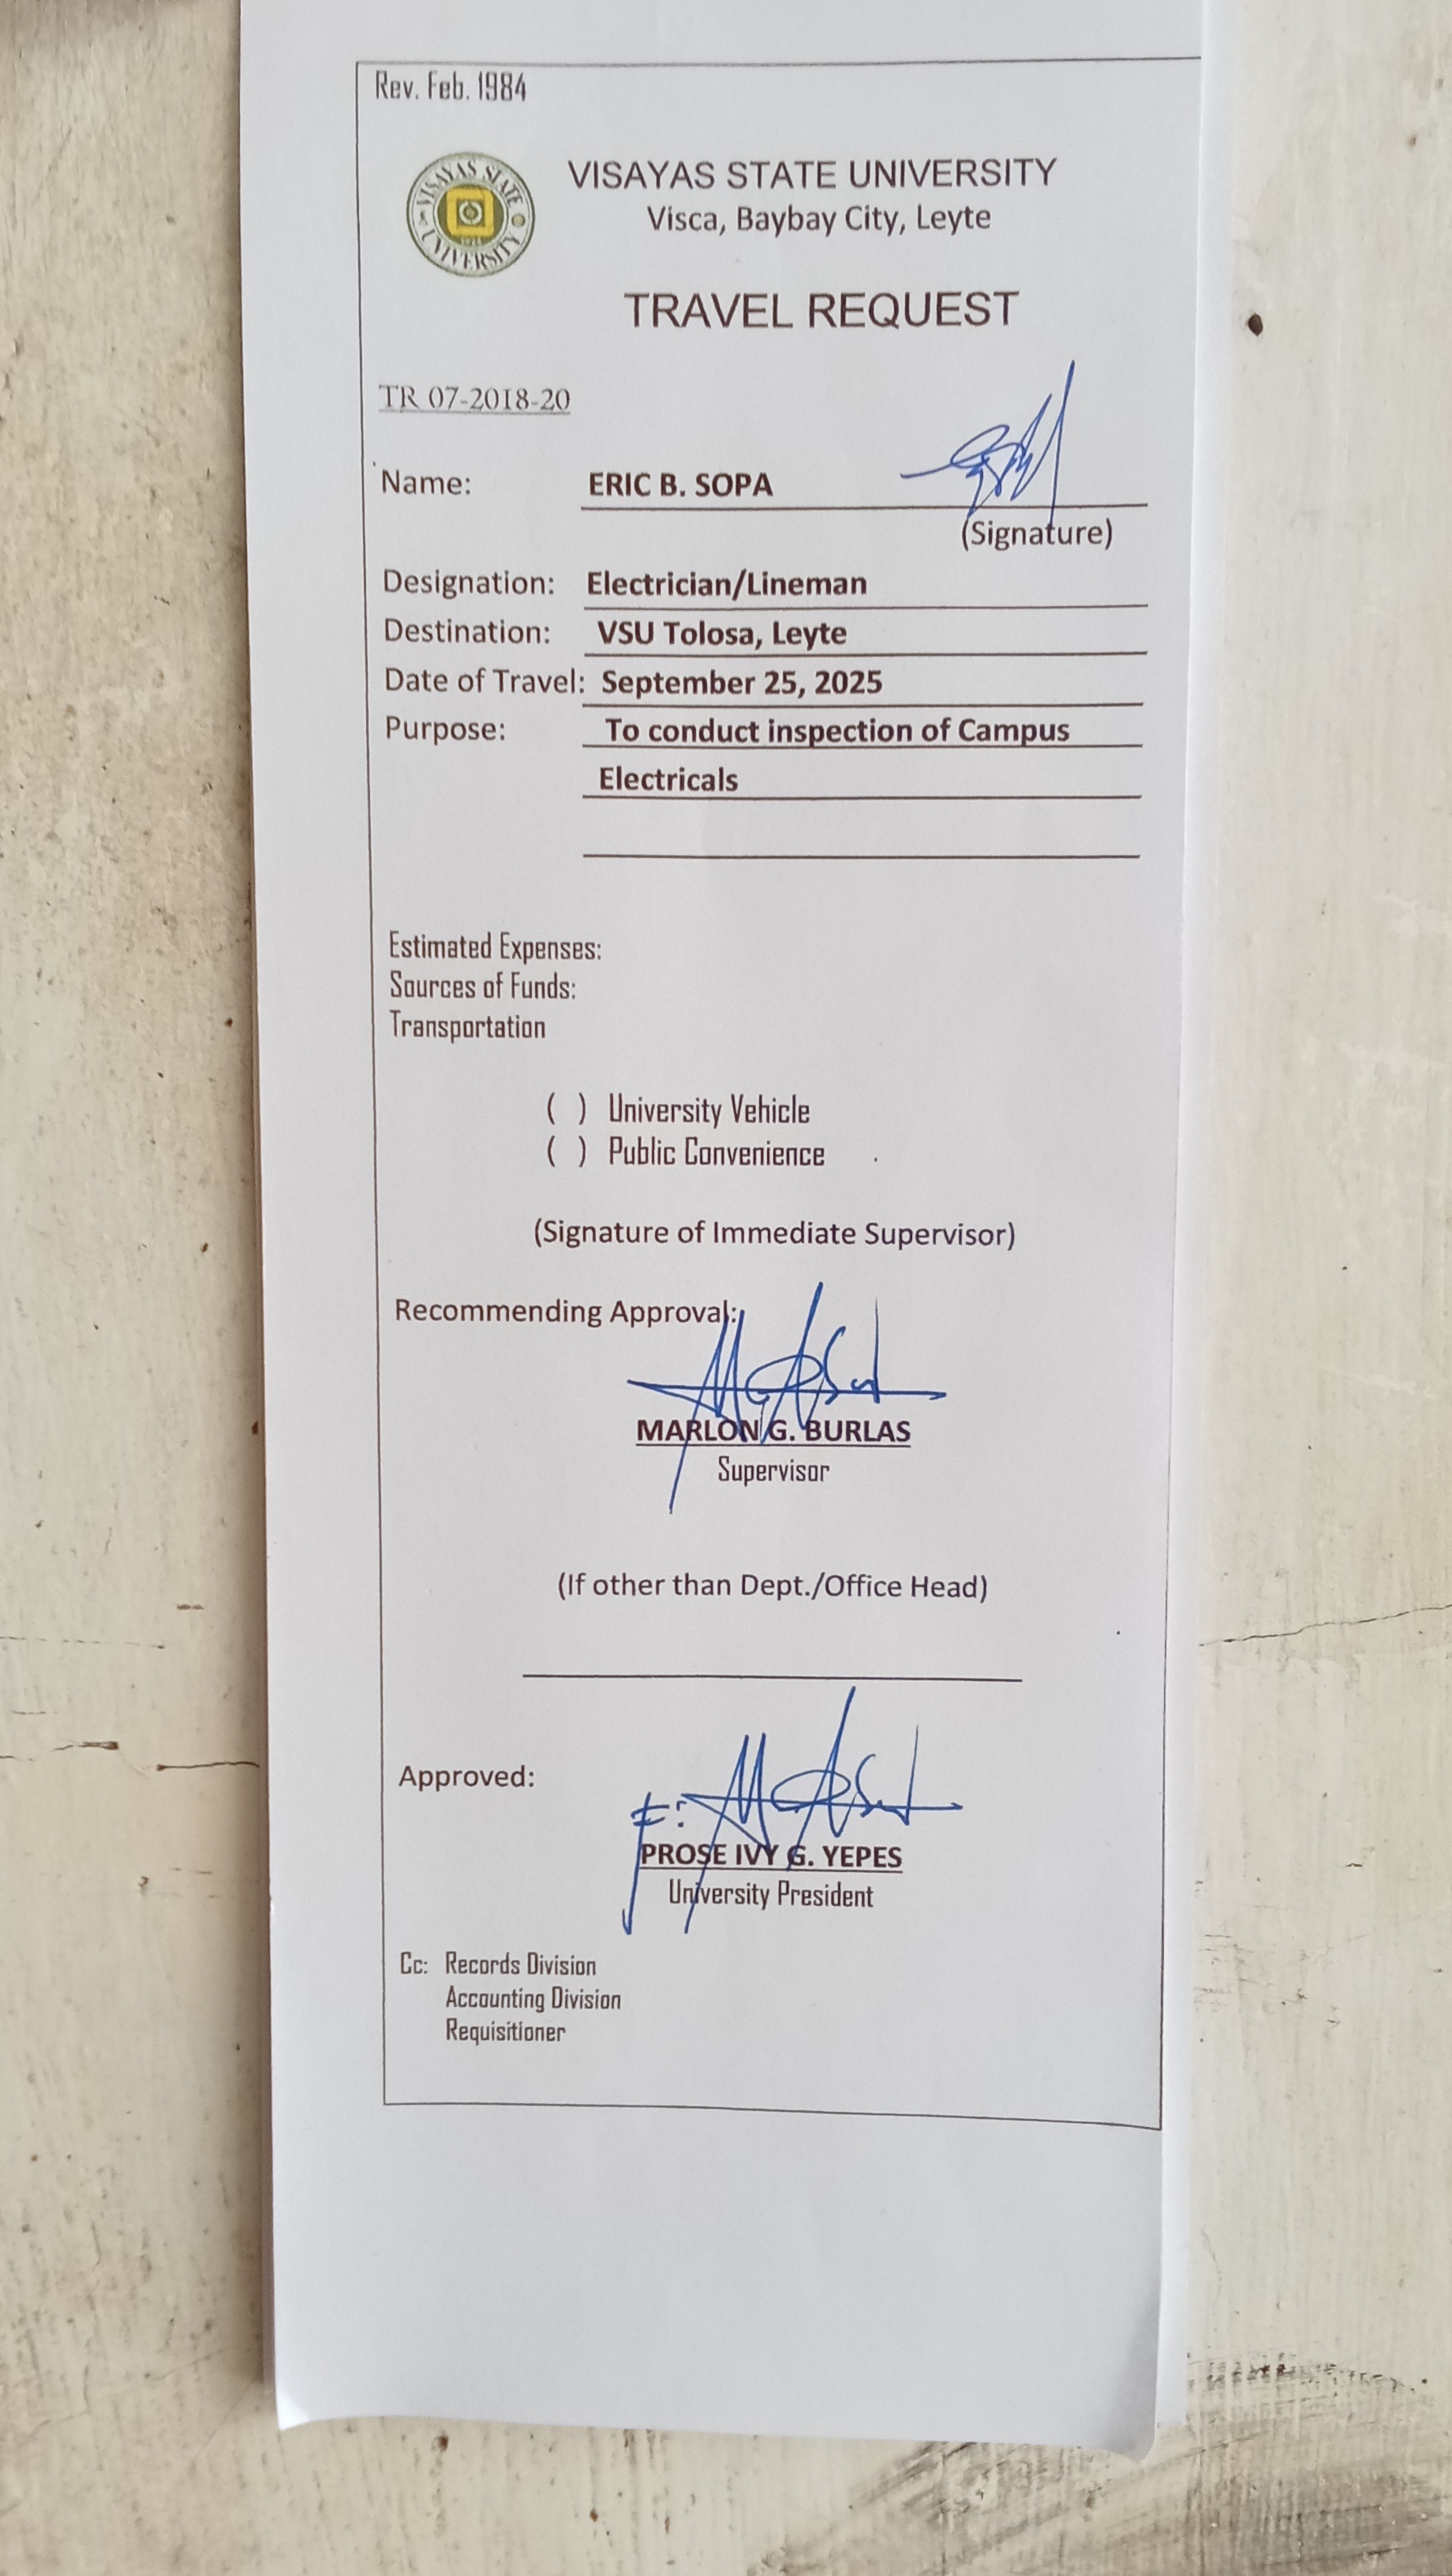 Rev. Feb. 1984
VISAYAS STATE UNIVERSITY
VISAYAS STATE UNIVERSITY
Visca, Baybay City, Leyte
TRAVEL REQUEST
TR 07-2018-20
Name: ERIC B. SOPA
(Signature)
Designation: Electrician/Lineman
Destination: VSU Tolosa, Leyte
Date of Travel: September 25, 2025
Purpose: To conduct inspection of Campus
Electricals
Estimated Expenses:
Sources of Funds:
Transportation
( ) University Vehicle
( ) Public Convenience
(Signature of Immediate Supervisor)
Recommending Approval:
MARLON G. BURLAS
Supervisor
(If other than Dept./Office Head)
Approved:
PROSE IVY G. YEPES
University President
Cc: Records Division
Accounting Division
Requisitioner